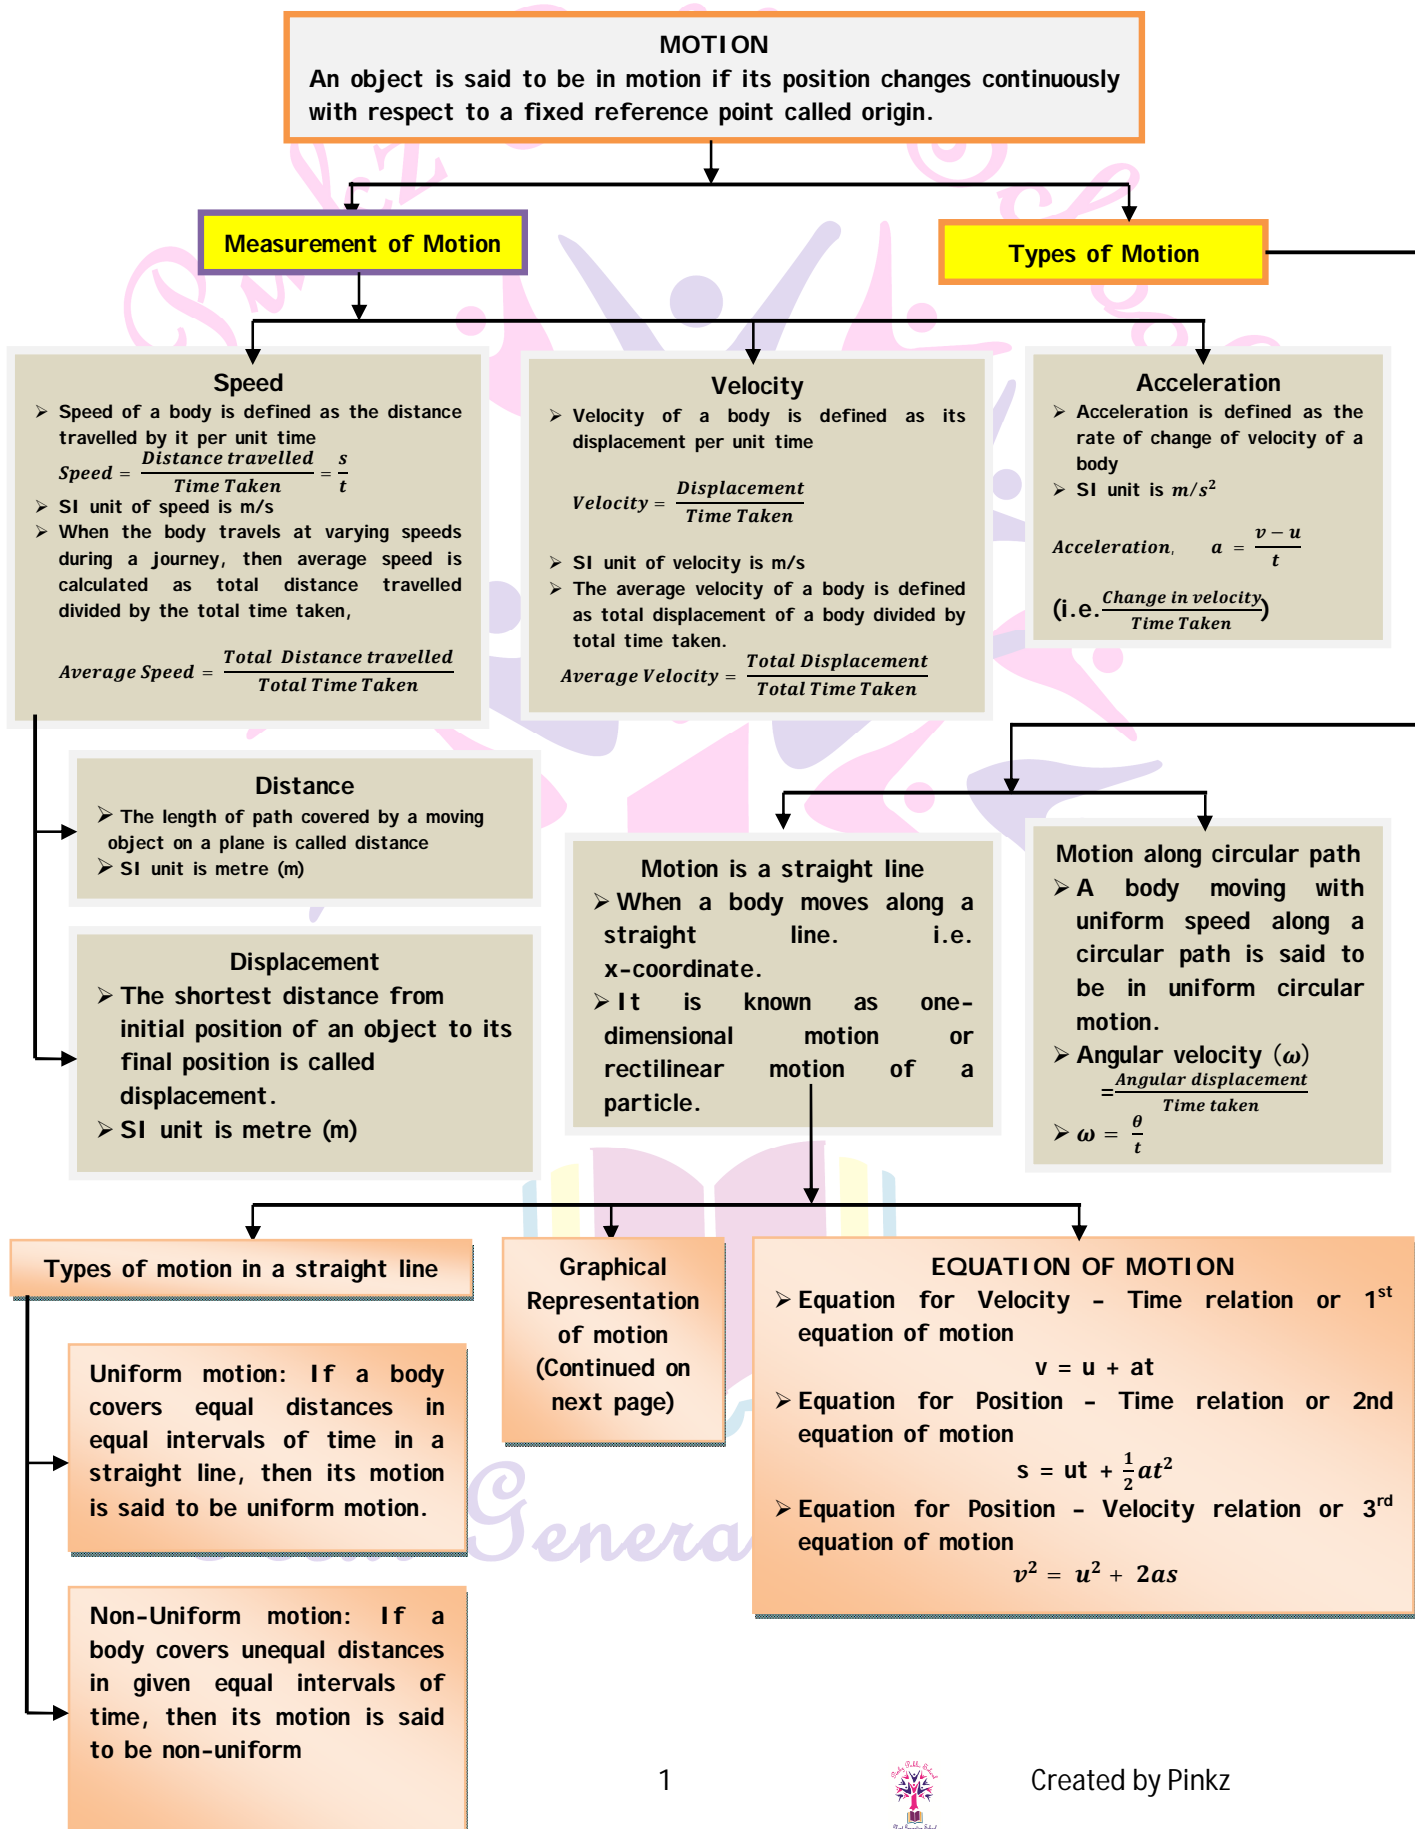 MOTION
An object is said to be in motion if its position changes continuously
with respect to a fixed reference point called origin.
Measurement of Motion
Types of Motion
Speed
➢ Speed of a body is defined as the distance
travelled by it per unit time
Speed = Distance travelled / Time Taken = s/t
➢ SI unit of speed is m/s
➢ When the body travels at varying speeds
during a journey, then average speed is
calculated as total distance travelled
divided by the total time taken,
Average Speed = Total Distance travelled / Total Time Taken
Velocity
➢ Velocity of a body is defined as its
displacement per unit time
Velocity = Displacement / Time Taken
➢ SI unit of velocity is m/s
➢ The average velocity of a body is defined
as total displacement of a body divided by
total time taken.
Average Velocity = Total Displacement / Total Time Taken
Acceleration
➢ Acceleration is defined as the
rate of change of velocity of a
body
➢ SI unit is m/s²
Acceleration, a = (v − u)/t
(i.e. Change in velocity / Time Taken)
Distance
➢ The length of path covered by a moving
object on a plane is called distance
➢ SI unit is metre (m)
Displacement
➢ The shortest distance from
initial position of an object to its
final position is called
displacement.
➢ SI unit is metre (m)
Motion is a straight line
➢ When a body moves along a
straight line. i.e.
x-coordinate.
➢ It is known as one-
dimensional motion or
rectilinear motion of a
particle.
Motion along circular path
➢ A body moving with
uniform speed along a
circular path is said to
be in uniform circular
motion.
➢ Angular velocity (ω)
= Angular displacement / Time taken
➢ ω = θ/t
Types of motion in a straight line
Uniform motion: If a body
covers equal distances in
equal intervals of time in a
straight line, then its motion
is said to be uniform motion.
Non-Uniform motion: If a
body covers unequal distances
in given equal intervals of
time, then its motion is said
to be non-uniform
Graphical
Representation
of motion
(Continued on
next page)
EQUATION OF MOTION
➢ Equation for Velocity – Time relation or 1st
equation of motion
v = u + at
➢ Equation for Position – Time relation or 2nd
equation of motion
s = ut + ½at²
➢ Equation for Position – Velocity relation or 3rd
equation of motion
v² = u² + 2as
1
Created by Pinkz